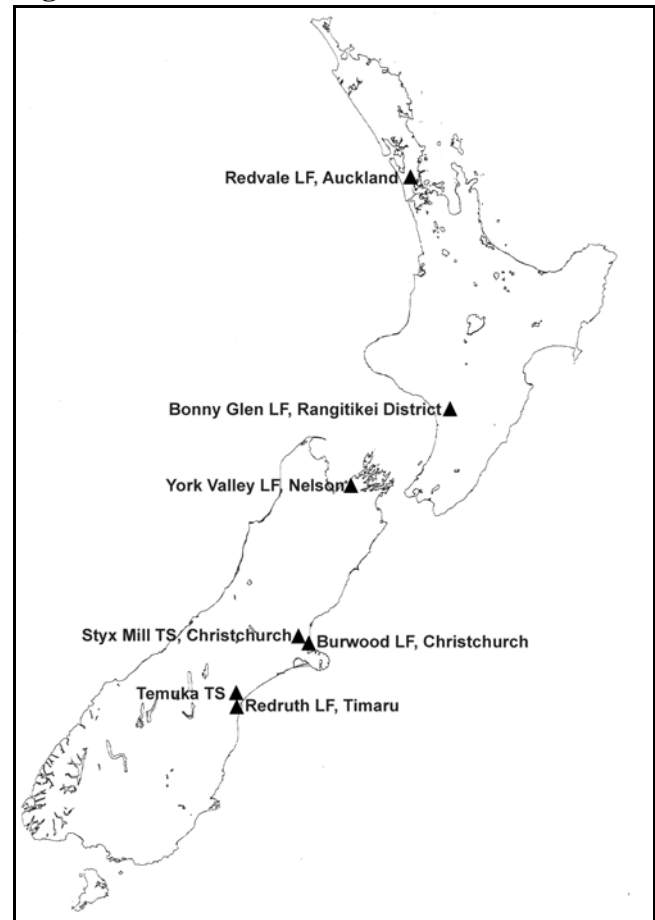 Redvale LF, Auckland
Bonny Glen LF, Rangitikei District
York Valley LF, Nelson
Styx Mill TS, Christchurch
Burwood LF, Christchurch
Temuka TS
Redruth LF, Timaru